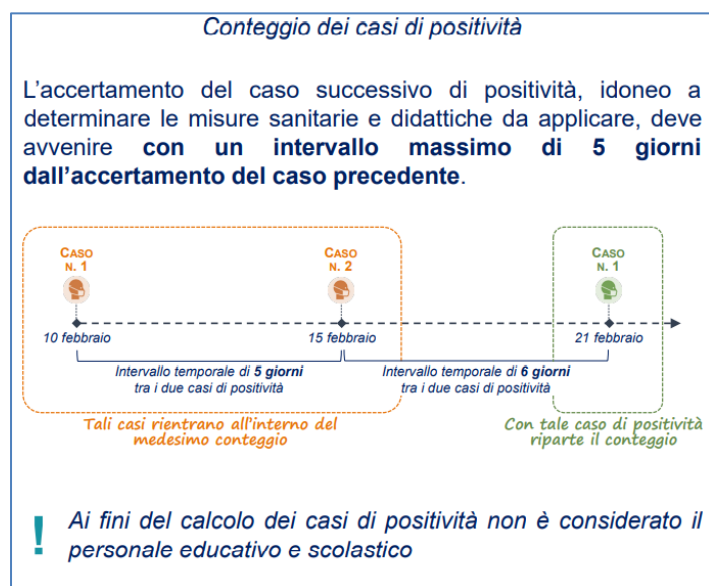 Conteggio dei casi di positività
L'accertamento del caso successivo di positività, idoneo a
determinare le misure sanitarie e didattiche da applicare, deve
avvenire con un intervallo massimo di 5 giorni
dall'accertamento del caso precedente.
CASO
N. 1
CASO
N. 2
CASO
N. 1
10 febbraio
15 febbraio
21 febbraio
Intervallo temporale di 5 giorni
tra i due casi di positività
Intervallo temporale di 6 giorni
tra i due casi di positività
Tali casi rientrano all'interno del
medesimo conteggio
Con tale caso di positività
riparte il conteggio
! Ai fini del calcolo dei casi di positività non è considerato il
personale educativo e scolastico